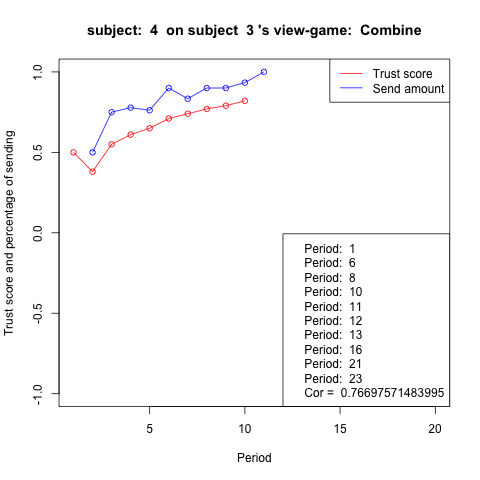 subject:  4  on subject  3 's view-game:  Combine
Trust score
Send amount
Trust score and percentage of sending
1.0
0.5
0.0
-0.5
-1.0
Period:  1
Period:  6
Period:  8
Period:  10
Period:  11
Period:  12
Period:  13
Period:  16
Period:  21
Period:  23
Cor =  0.76697571483995
5 10 15 20
Period